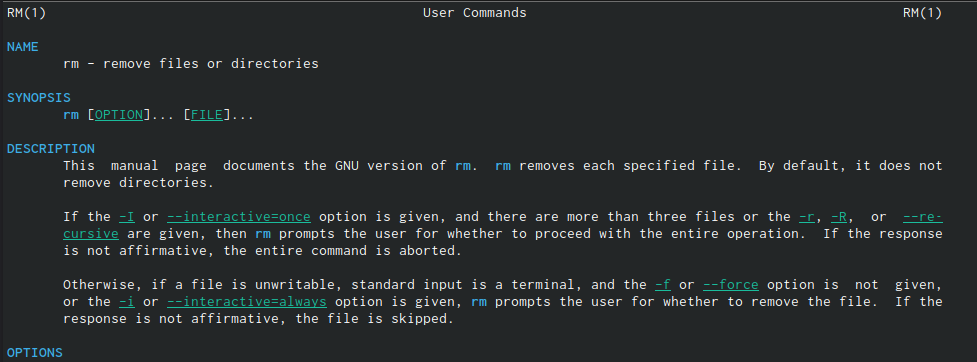 RM(1) User Commands RM(1)
NAME
rm - remove files or directories
SYNOPSIS
rm [OPTION]... [FILE]...
DESCRIPTION
This manual page documents the GNU version of rm. rm removes each specified file. By default, it does not
remove directories.
If the -I or --interactive=once option is given, and there are more than three files or the -r, -R, or --re-
cursive are given, then rm prompts the user for whether to proceed with the entire operation. If the response
is not affirmative, the entire command is aborted.
Otherwise, if a file is unwritable, standard input is a terminal, and the -f or --force option is not given,
or the -i or --interactive=always option is given, rm prompts the user for whether to remove the file. If the
response is not affirmative, the file is skipped.
OPTIONS